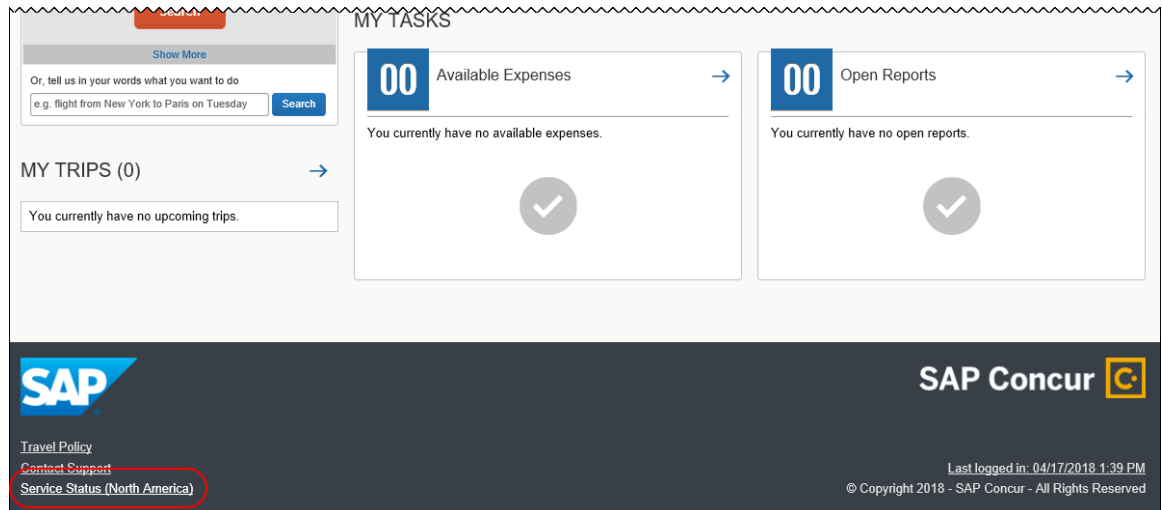 Search
Show More
Or, tell us in your words what you want to do
e.g. flight from New York to Paris on Tuesday
Search
MY TRIPS (0)
You currently have no upcoming trips.
MY TASKS
00
Available Expenses
You currently have no available expenses.
00
Open Reports
You currently have no open reports.
SAP
SAP Concur C.
Travel Policy
Contact Support
Service Status (North America)
Last logged in: 04/17/2018 1:39 PM
© Copyright 2018 - SAP Concur - All Rights Reserved